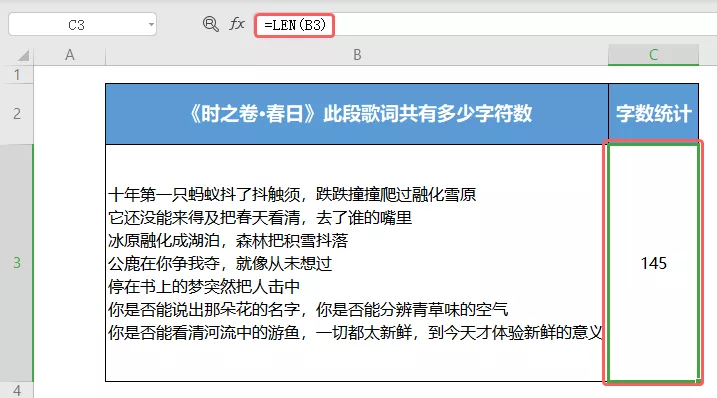 C3
fx
=LEN(B3)
A
B
C
1
2
《时之卷·春日》此段歌词共有多少字符数
字数统计
3
十年第一只蚂蚁抖了抖触须，跌跌撞撞爬过融化雪原
它还没能来得及把春天看清，去了谁的嘴里
冰原融化成湖泊，森林把积雪抖落
公鹿在你争我夺，就像从未想过
停在书上的梦突然把人击中
你是否能说出那朵花的名字，你是否能分辨青草味的空气
你是否能看清河流中的游鱼，一切都太新鲜，到今天才体验新鲜的意义
145
4